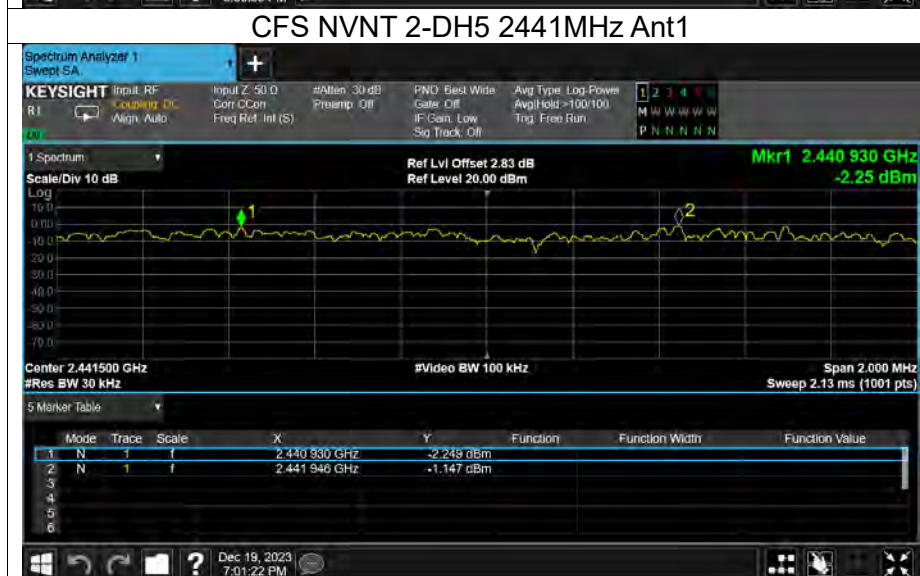 CFS NVNT 2-DH5 2441MHz Ant1
Spectrum Analyzer 1
Swept SA
+
KEYSIGHT Input: RF Input Z: 50 Ω #Atten: 30 dB PNO: Best Wide Avg Type: Log-Power 1 2 3 4
R L Coupling: DC Corr CCorr Preamp: Off Gate: Off Avg|Hold: >100/100 M W W W W W
Align: Auto Freq Ref: Int (S) IF Gain: Low Trig: Free Run
Sig Track: Off P N N N N N
1 Spectrum Ref Lvl Offset 2.83 dB Mkr1 2.440 930 GHz
Scale/Div 10 dB Ref Level 20.00 dBm -2.25 dBm
Log
10.0
0.00
-10.0
-20.0
-30.0
-40.0
-50.0
-60.0
-70.0
1
2
Center 2.441500 GHz #Video BW 100 kHz Span 2.000 MHz
#Res BW 30 kHz Sweep 2.13 ms (1001 pts)
5 Marker Table
Mode Trace Scale X Y Function Function Width Function Value
1 N 1 f 2.440 930 GHz -2.249 dBm
2 N 1 f 2.441 946 GHz -1.147 dBm
3
4
5
6
? Dec 19, 2023
7:01:22 PM